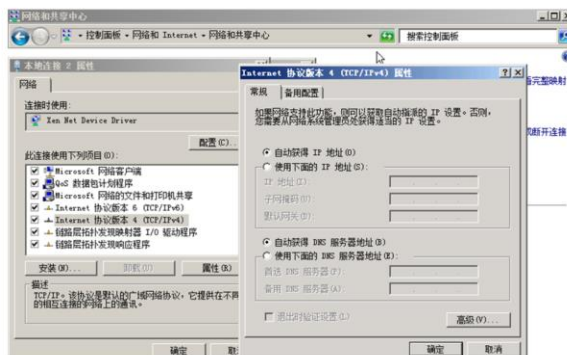 网络和共享中心
控制面板 ▸ 网络和 Internet ▸ 网络和共享中心
搜索控制面板
本地连接 2 属性
网络
连接时使用:
Xen Net Device Driver
配置(C)...
此连接使用下列项目(O):
Microsoft 网络客户端
QoS 数据包计划程序
Microsoft 网络的文件和打印机共享
Internet 协议版本 6 (TCP/IPv6)
Internet 协议版本 4 (TCP/IPv4)
链路层拓扑发现映射器 I/O 驱动程序
链路层拓扑发现响应程序
安装(N)...
卸载(U)
属性(R)
描述
TCP/IP。该协议是默认的广域网络协议，它提供在不同
的相互连接的网络上的通讯。
确定
取消
Internet 协议版本 4 (TCP/IPv4) 属性
常规
备用配置
如果网络支持此功能，则可以获取自动指派的 IP 设置。否则，
您需要从网络系统管理员处获得适当的 IP 设置。
自动获得 IP 地址(O)
使用下面的 IP 地址(S):
IP 地址(I):
子网掩码(U):
默认网关(D):
自动获得 DNS 服务器地址(B)
使用下面的 DNS 服务器地址(E):
首选 DNS 服务器(P):
备用 DNS 服务器(A):
退出时验证设置(L)
高级(V)...
确定
取消
完整映射
断开连接